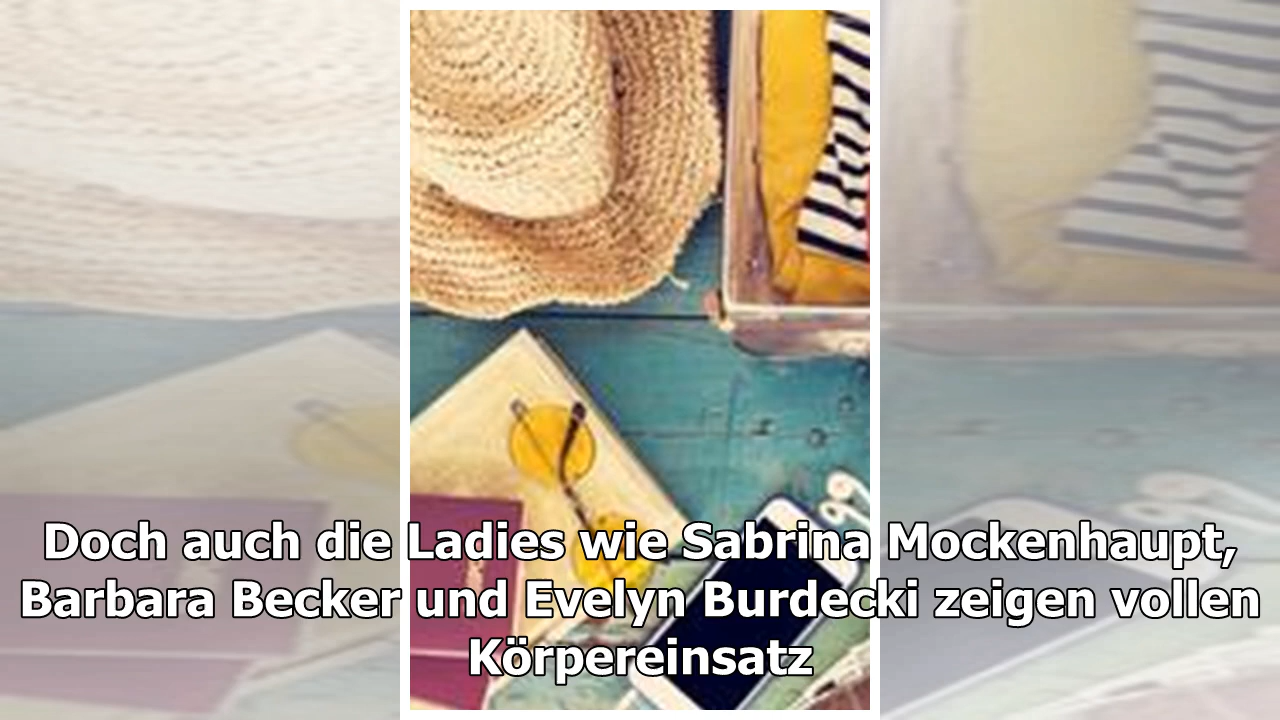 Doch auch die Ladies wie Sabrina Mockenhaupt,
Barbara Becker und Evelyn Burdecki zeigen vollen
Körpereinsatz